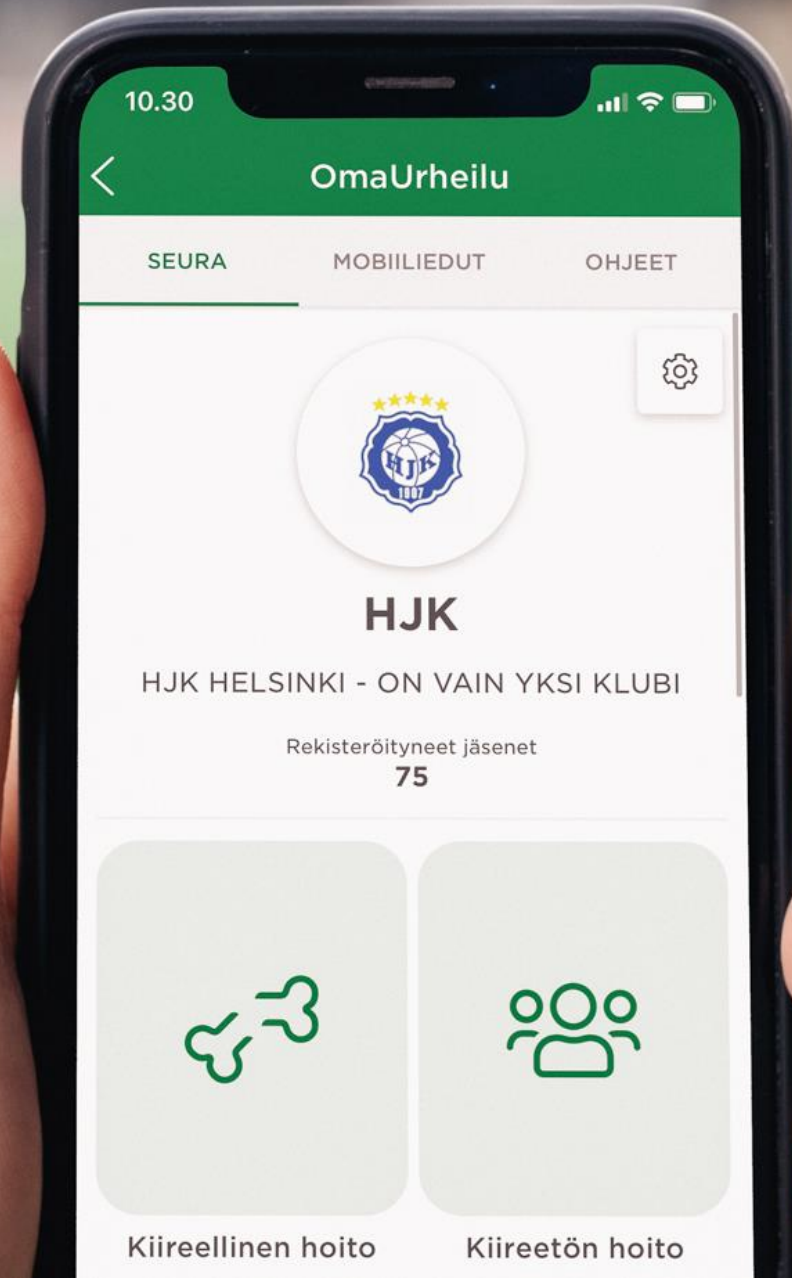 10.30
OmaUrheilu
SEURA MOBIILIEDUT OHJEET
HJK
1907
HJK
HJK HELSINKI - ON VAIN YKSI KLUBI
Rekisteröityneet jäsenet
75
Kiireellinen hoito Kiireetön hoito